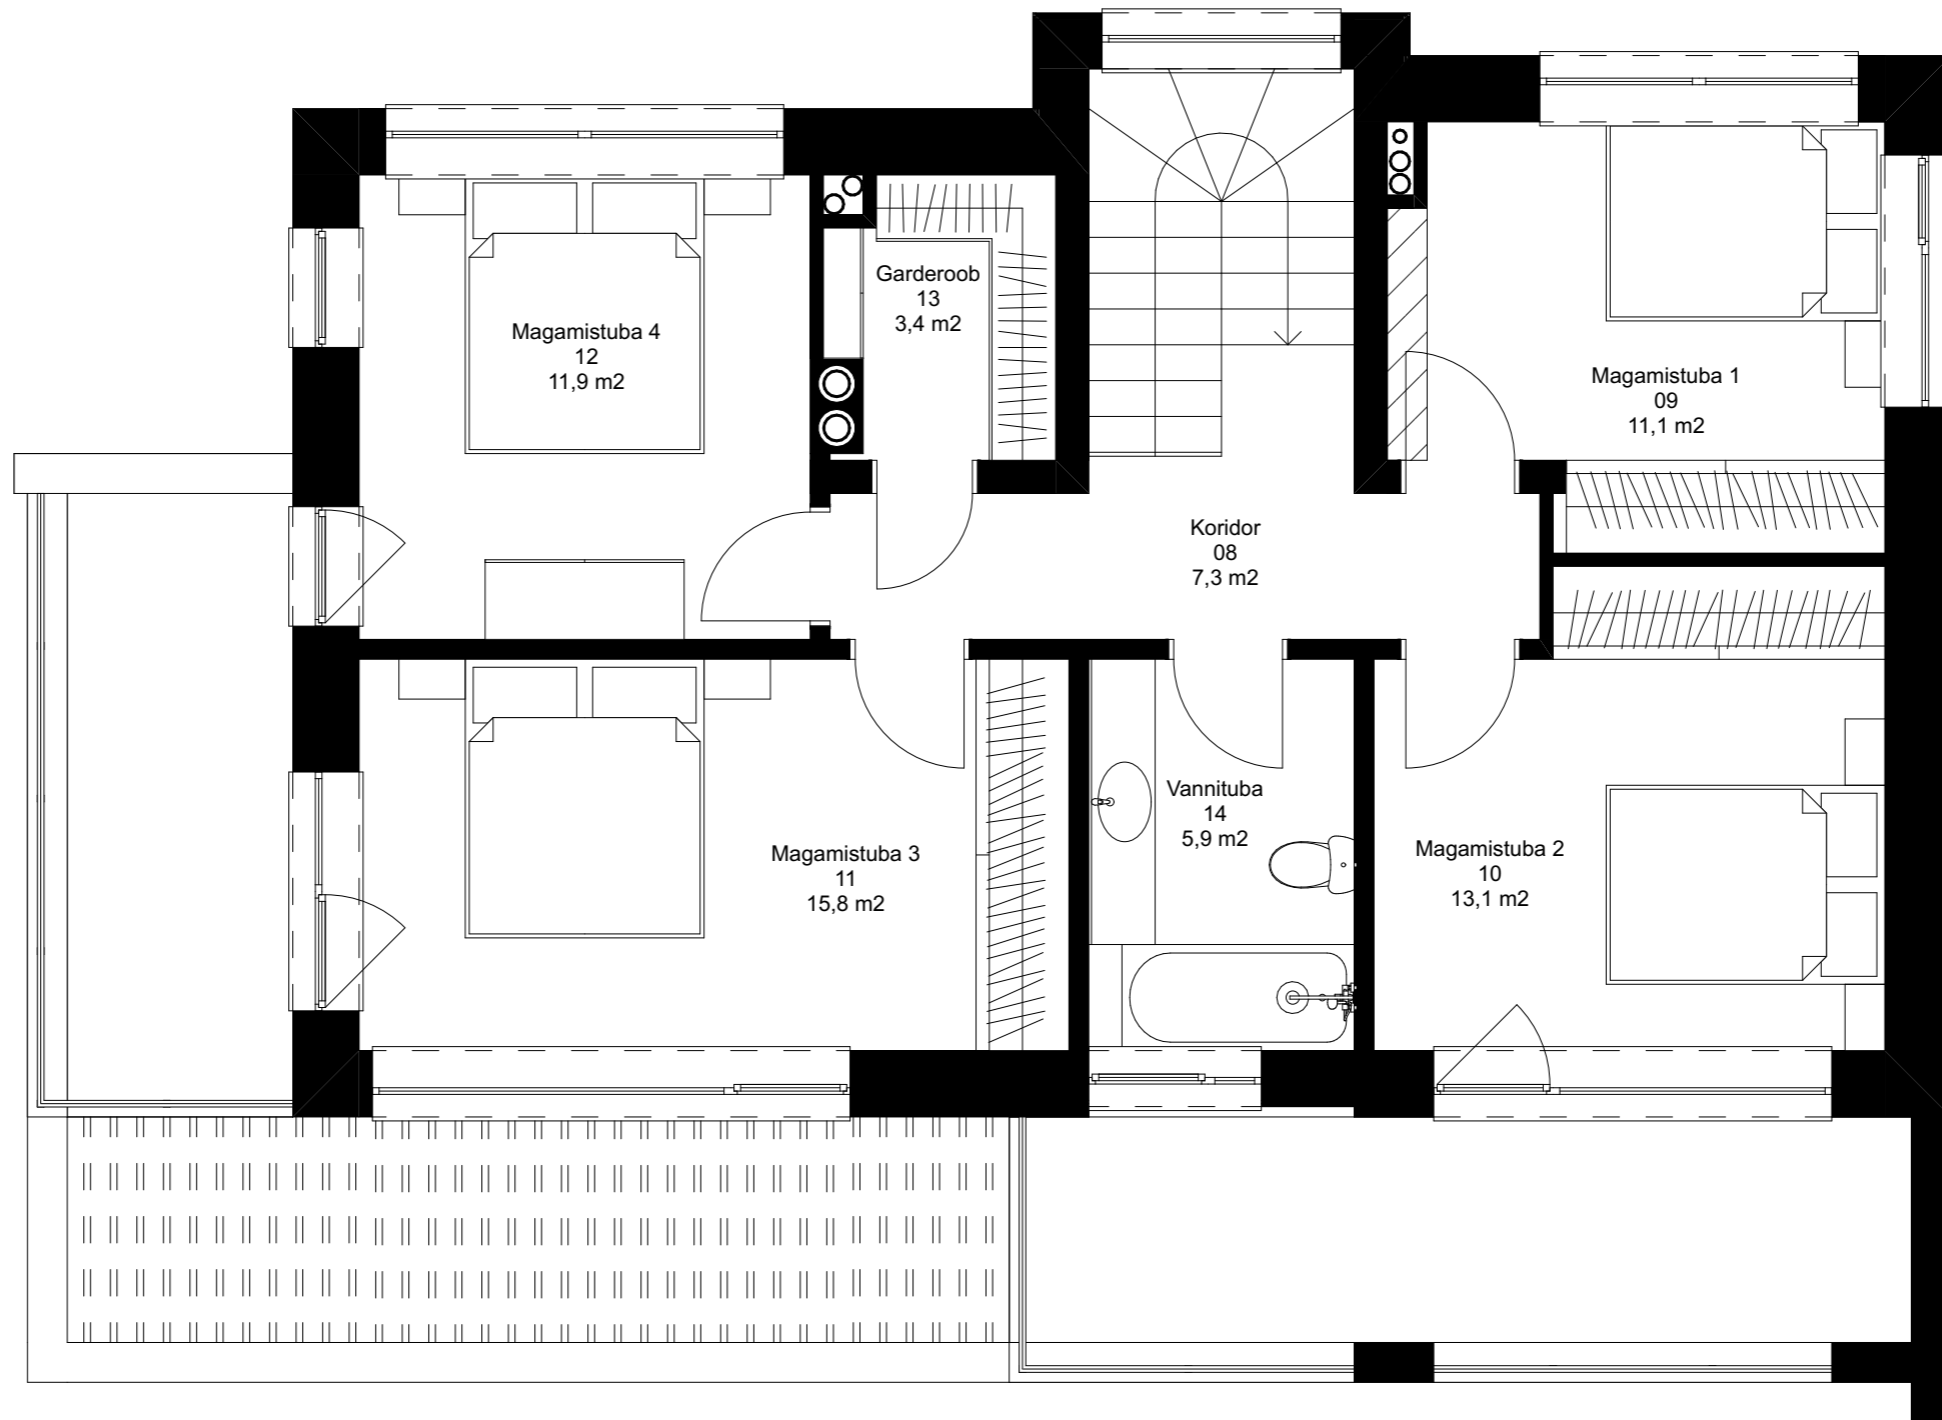 Garderoob
13
3,4 m2
Magamistuba 4
12
11,9 m2
Magamistuba 1
09
11,1 m2
Koridor
08
7,3 m2
Vannituba
14
5,9 m2
Magamistuba 3
11
15,8 m2
Magamistuba 2
10
13,1 m2